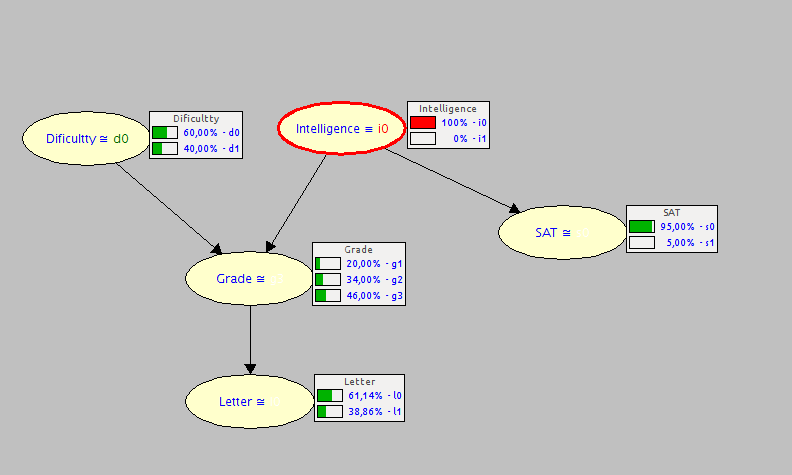 Dificultty
60,00% - d0
40,00% - d1
Dificultty ≅ d0
Intelligence
100% - i0
0% - i1
Intelligence ≅ i0
SAT
95,00% - s0
5,00% - s1
SAT ≅
Grade
20,00% - g1
34,00% - g2
46,00% - g3
Grade ≅ g3
Letter
61,14% - l0
38,86% - l1
Letter ≅